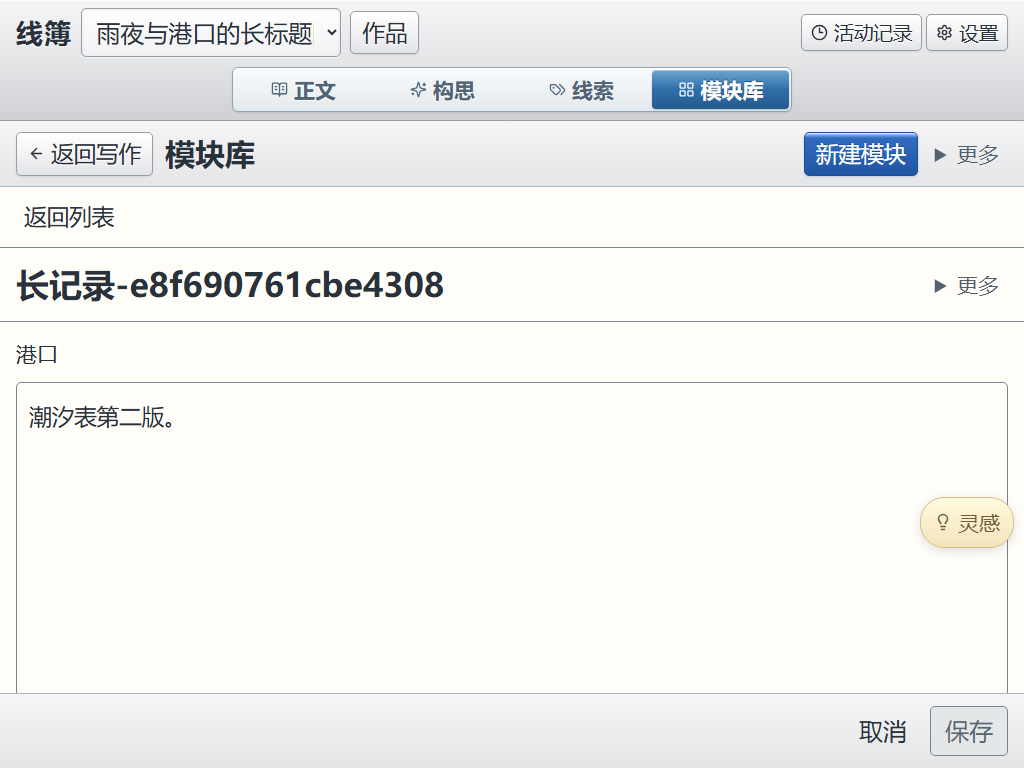 线簿 雨夜与港口的长标题 作品 活动记录 设置
正文 构思 线索 模块库
返回写作 模块库 新建模块 更多
返回列表
长记录-e8f690761cbe4308 更多
港口
潮汐表第二版。
灵感
取消 保存